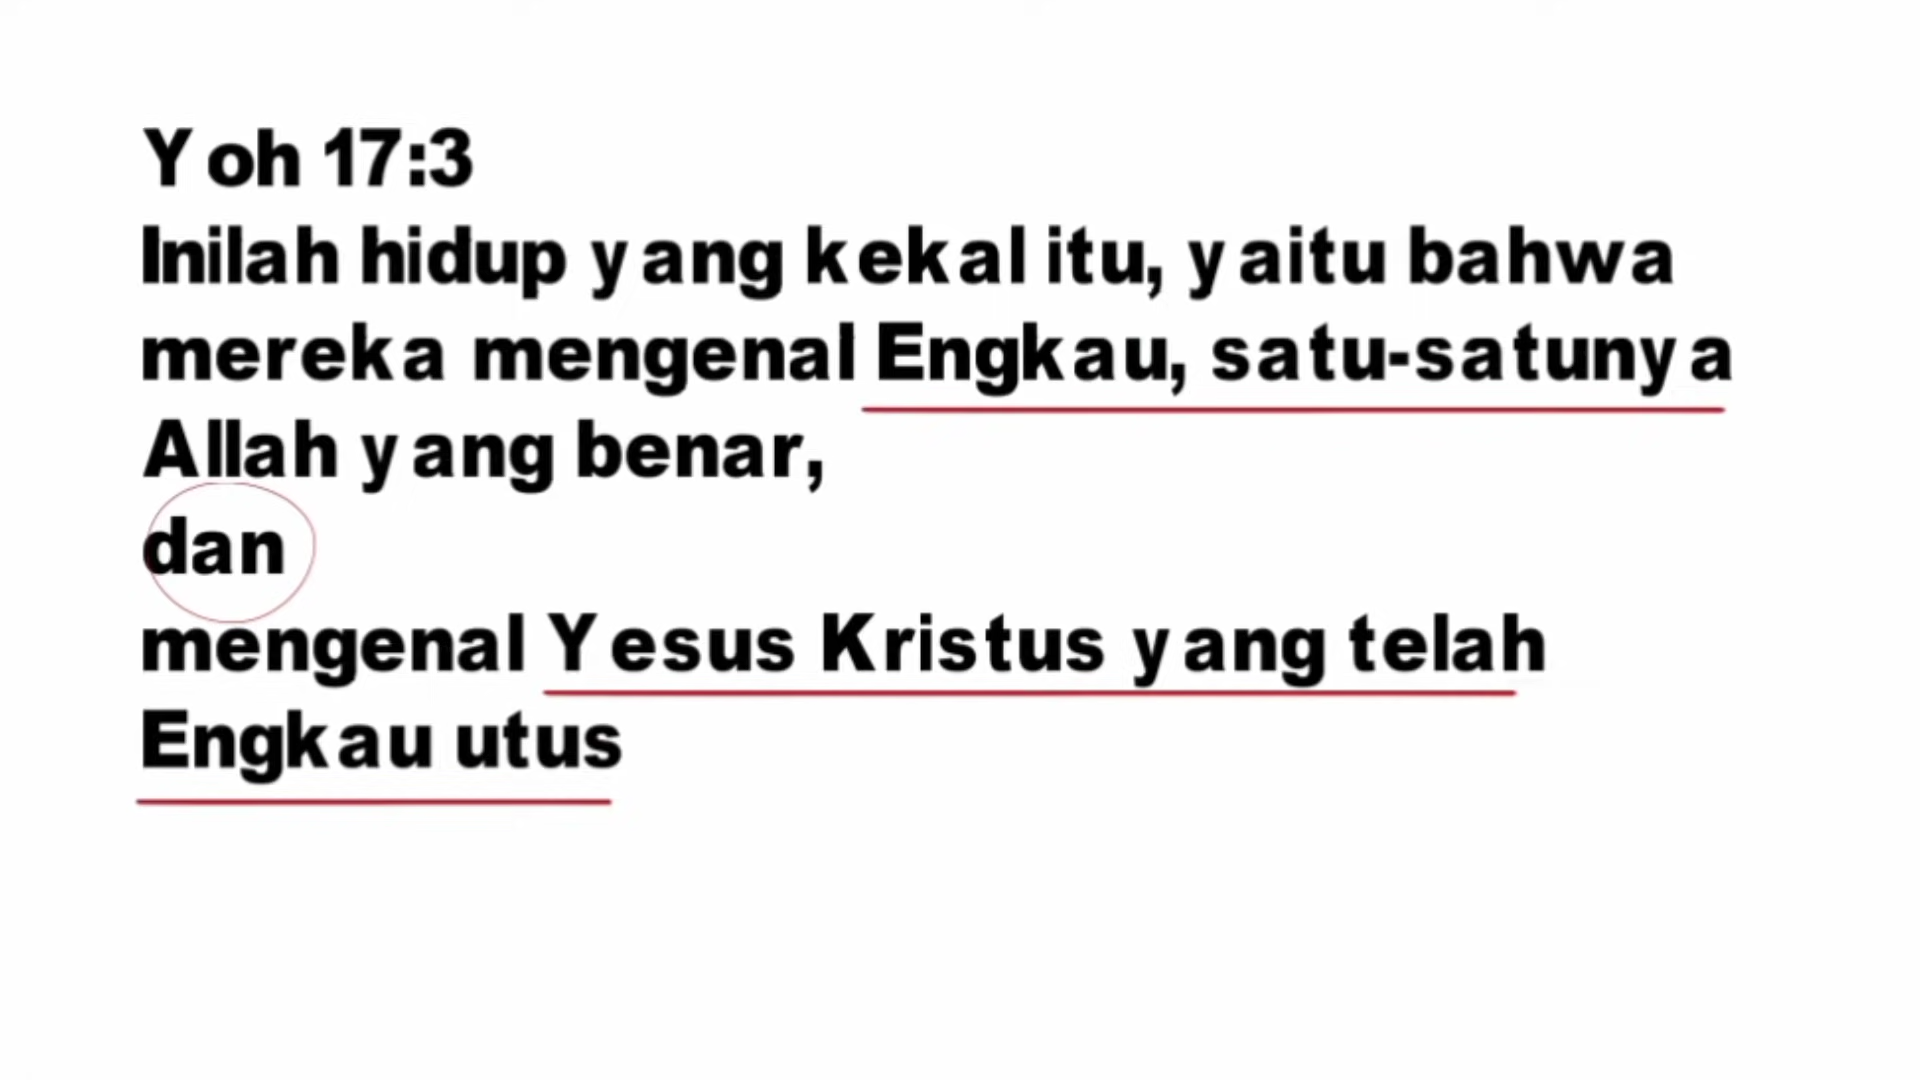 Yoh 17:3
Inilah hidup yang kekal itu, yaitu bahwa
mereka mengenal Engkau, satu-satunya
Allah yang benar,
dan
mengenal Yesus Kristus yang telah
Engkau utus